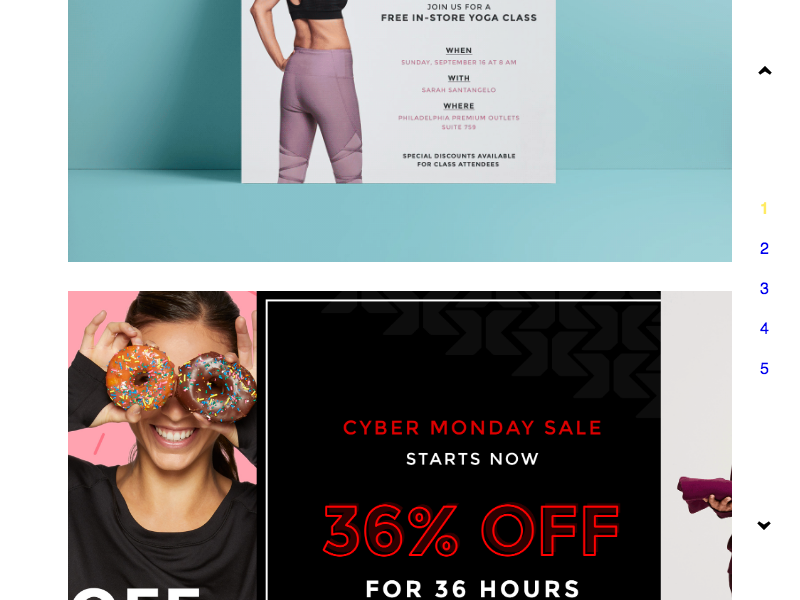 JOIN US FOR A
FREE IN-STORE YOGA CLASS
WHEN
SUNDAY, SEPTEMBER 18 AT 8 AM
WITH
SARAH SANTANGELO
WHERE
PHILADELPHIA PREMIUM OUTLETS
SUITE 759
SPECIAL DISCOUNTS AVAILABLE
FOR CLASS ATTENDEES
1
2
3
4
5
CYBER MONDAY SALE
STARTS NOW
36% OFF
FOR 36 HOURS
OFF